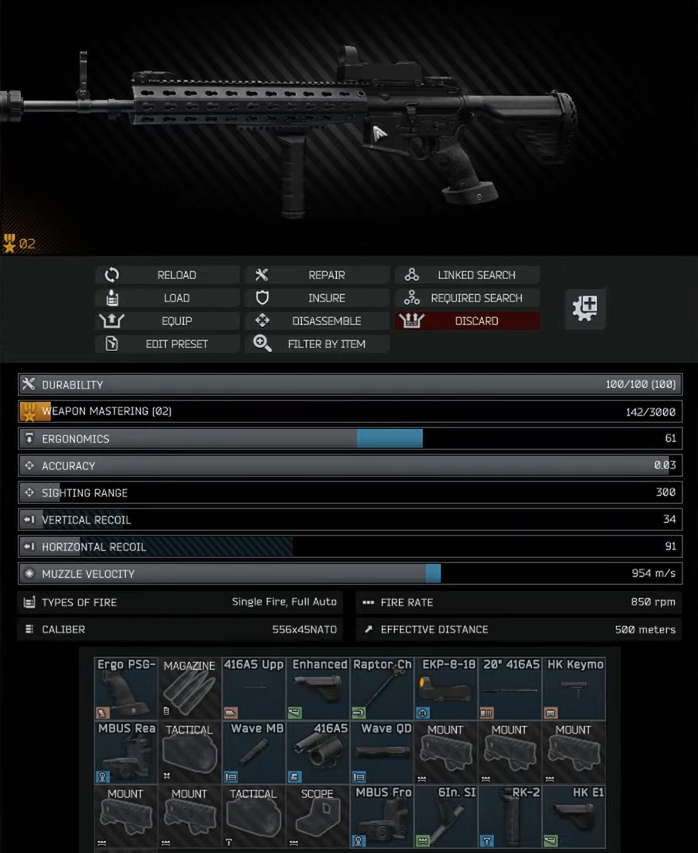 02
RELOAD REPAIR LINKED SEARCH
LOAD INSURE REQUIRED SEARCH
EQUIP DISASSEMBLE DISCARD
EDIT PRESET FILTER BY ITEM
DURABILITY 100/100 (100)
WEAPON MASTERING (02) 142/3000
ERGONOMICS 61
ACCURACY 0.03
SIGHTING RANGE 300
VERTICAL RECOIL 34
HORIZONTAL RECOIL 91
MUZZLE VELOCITY 954 m/s
TYPES OF FIRE Single Fire, Full Auto FIRE RATE 850 rpm
CALIBER 556x45NATO EFFECTIVE DISTANCE 500 meters
Ergo PSG- MAGAZINE 416A5 Upp Enhanced Raptor Ch EKP-8-18 20" 416A5 HK Keymo
MBUS Rea TACTICAL Wave MB 416A5 Wave QD MOUNT MOUNT MOUNT
MOUNT MOUNT TACTICAL SCOPE MBUS Fro 6In. SI RK-2 HK E1